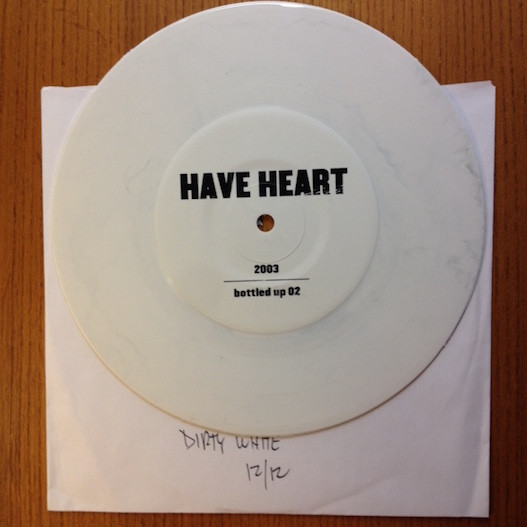 HAVE HEART
2003
bottled up 02
DIRTY WHITE
12/12